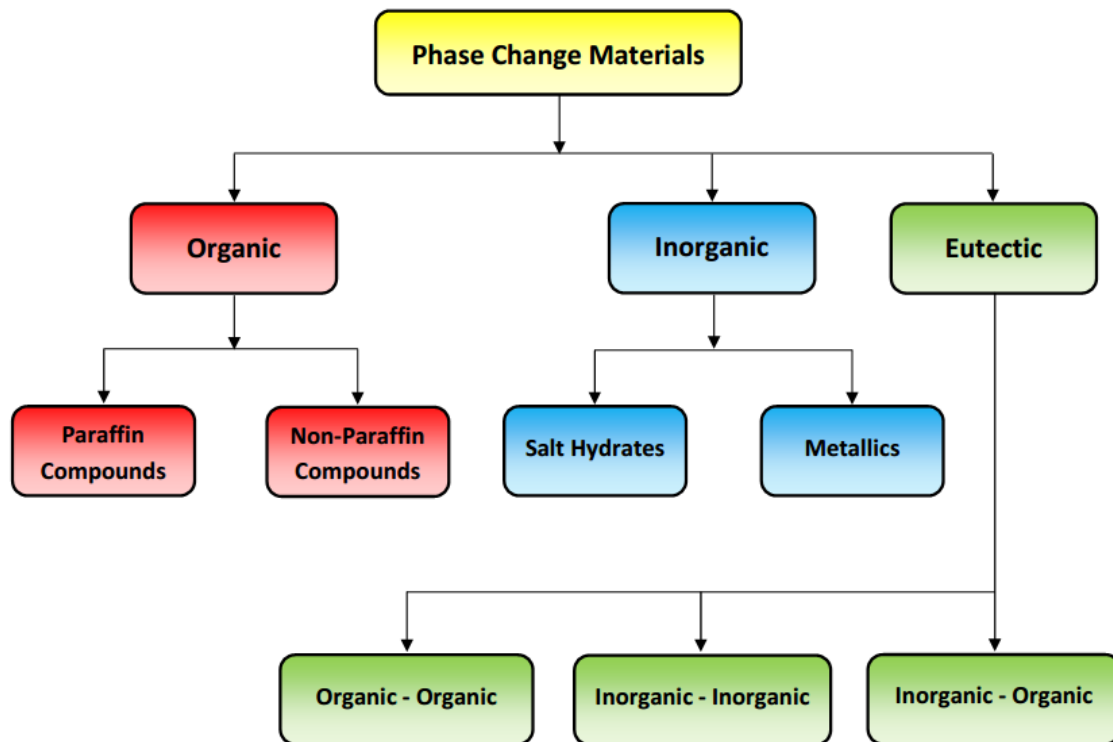 Phase Change Materials
Organic
Inorganic
Eutectic
Paraffin
Compounds
Non-Paraffin
Compounds
Salt Hydrates
Metallics
Organic - Organic
Inorganic - Inorganic
Inorganic - Organic